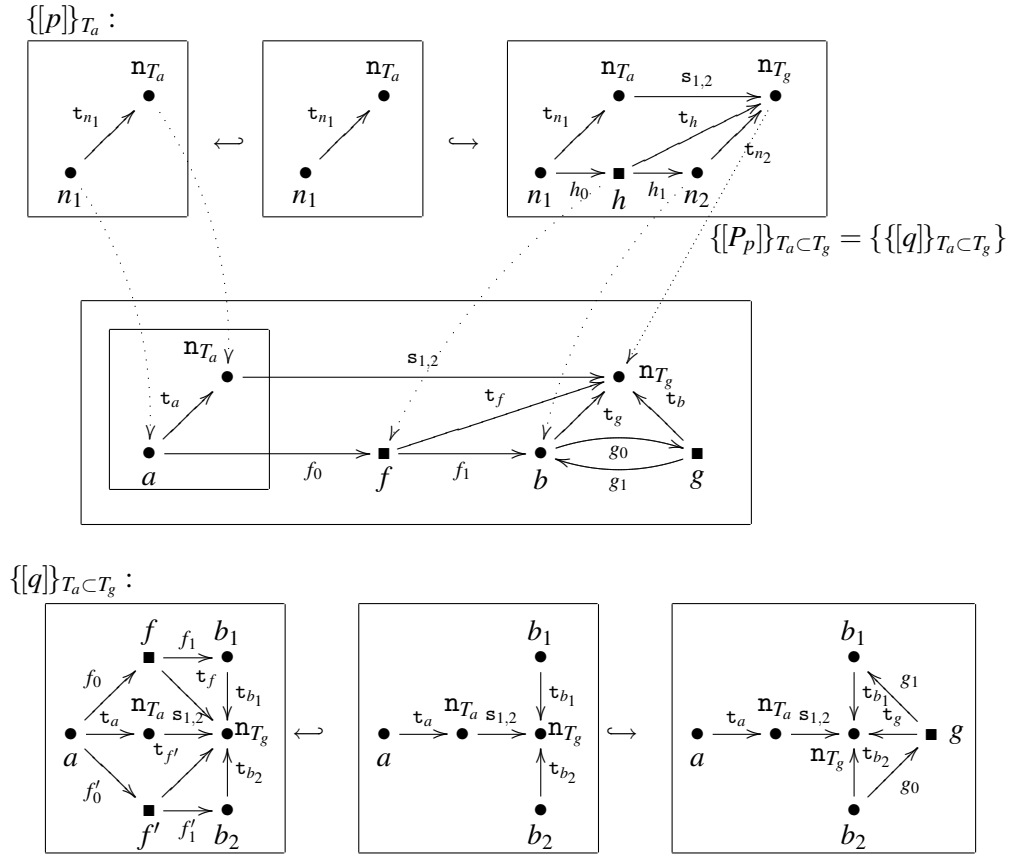 {[p]}_{T_a} :
n_{T_a} n_{T_a} n_{T_a} s_{1,2} n_{T_g}
t_{n_1} t_{n_1} t_{n_1} t_h t_{n_2}
n_1 n_1 n_1 h_0 h h_1 n_2
{[P_p]}_{T_a⊂T_g} = { {[q]}_{T_a⊂T_g} }
n_{T_a} s_{1,2} n_{T_g}
t_a t_f t_g t_b
a f_0 f f_1 b g_0 g_1 g
{[q]}_{T_a⊂T_g} :
f f_1 b_1 b_1 b_1
f_0 t_f t_{b_1} t_{b_1} t_{b_1} g_1
t_a n_{T_a} s_{1,2} n_{T_g} t_a n_{T_a} s_{1,2} n_{T_g} t_a n_{T_a} s_{1,2} t_g g
a t_{f'} a a n_{T_g} t_{b_2}
f'_0 t_{b_2} t_{b_2} g_0
f' f'_1 b_2 b_2 b_2